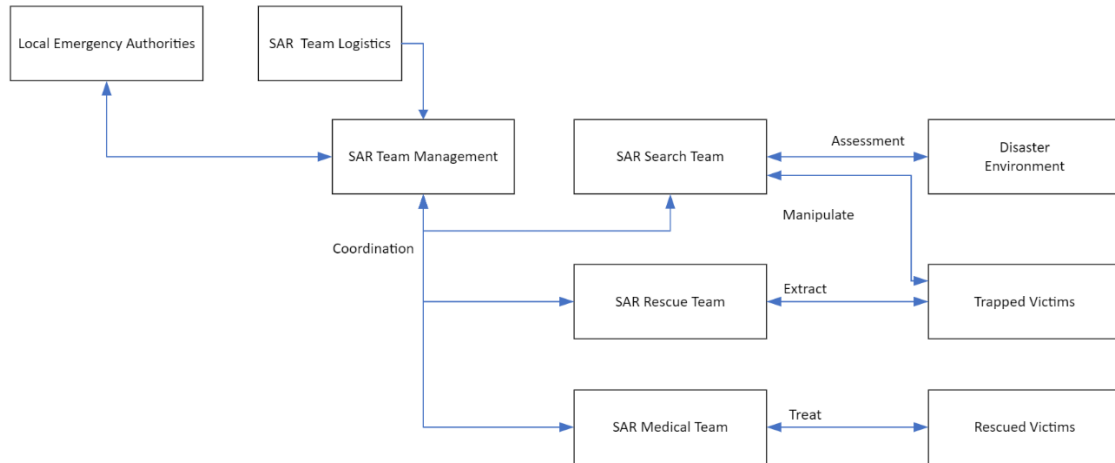 Local Emergency Authorities
SAR Team Logistics
SAR Team Management
SAR Search Team
Assessment
Disaster
Environment
Manipulate
Coordination
SAR Rescue Team
Extract
Trapped Victims
SAR Medical Team
Treat
Rescued Victims